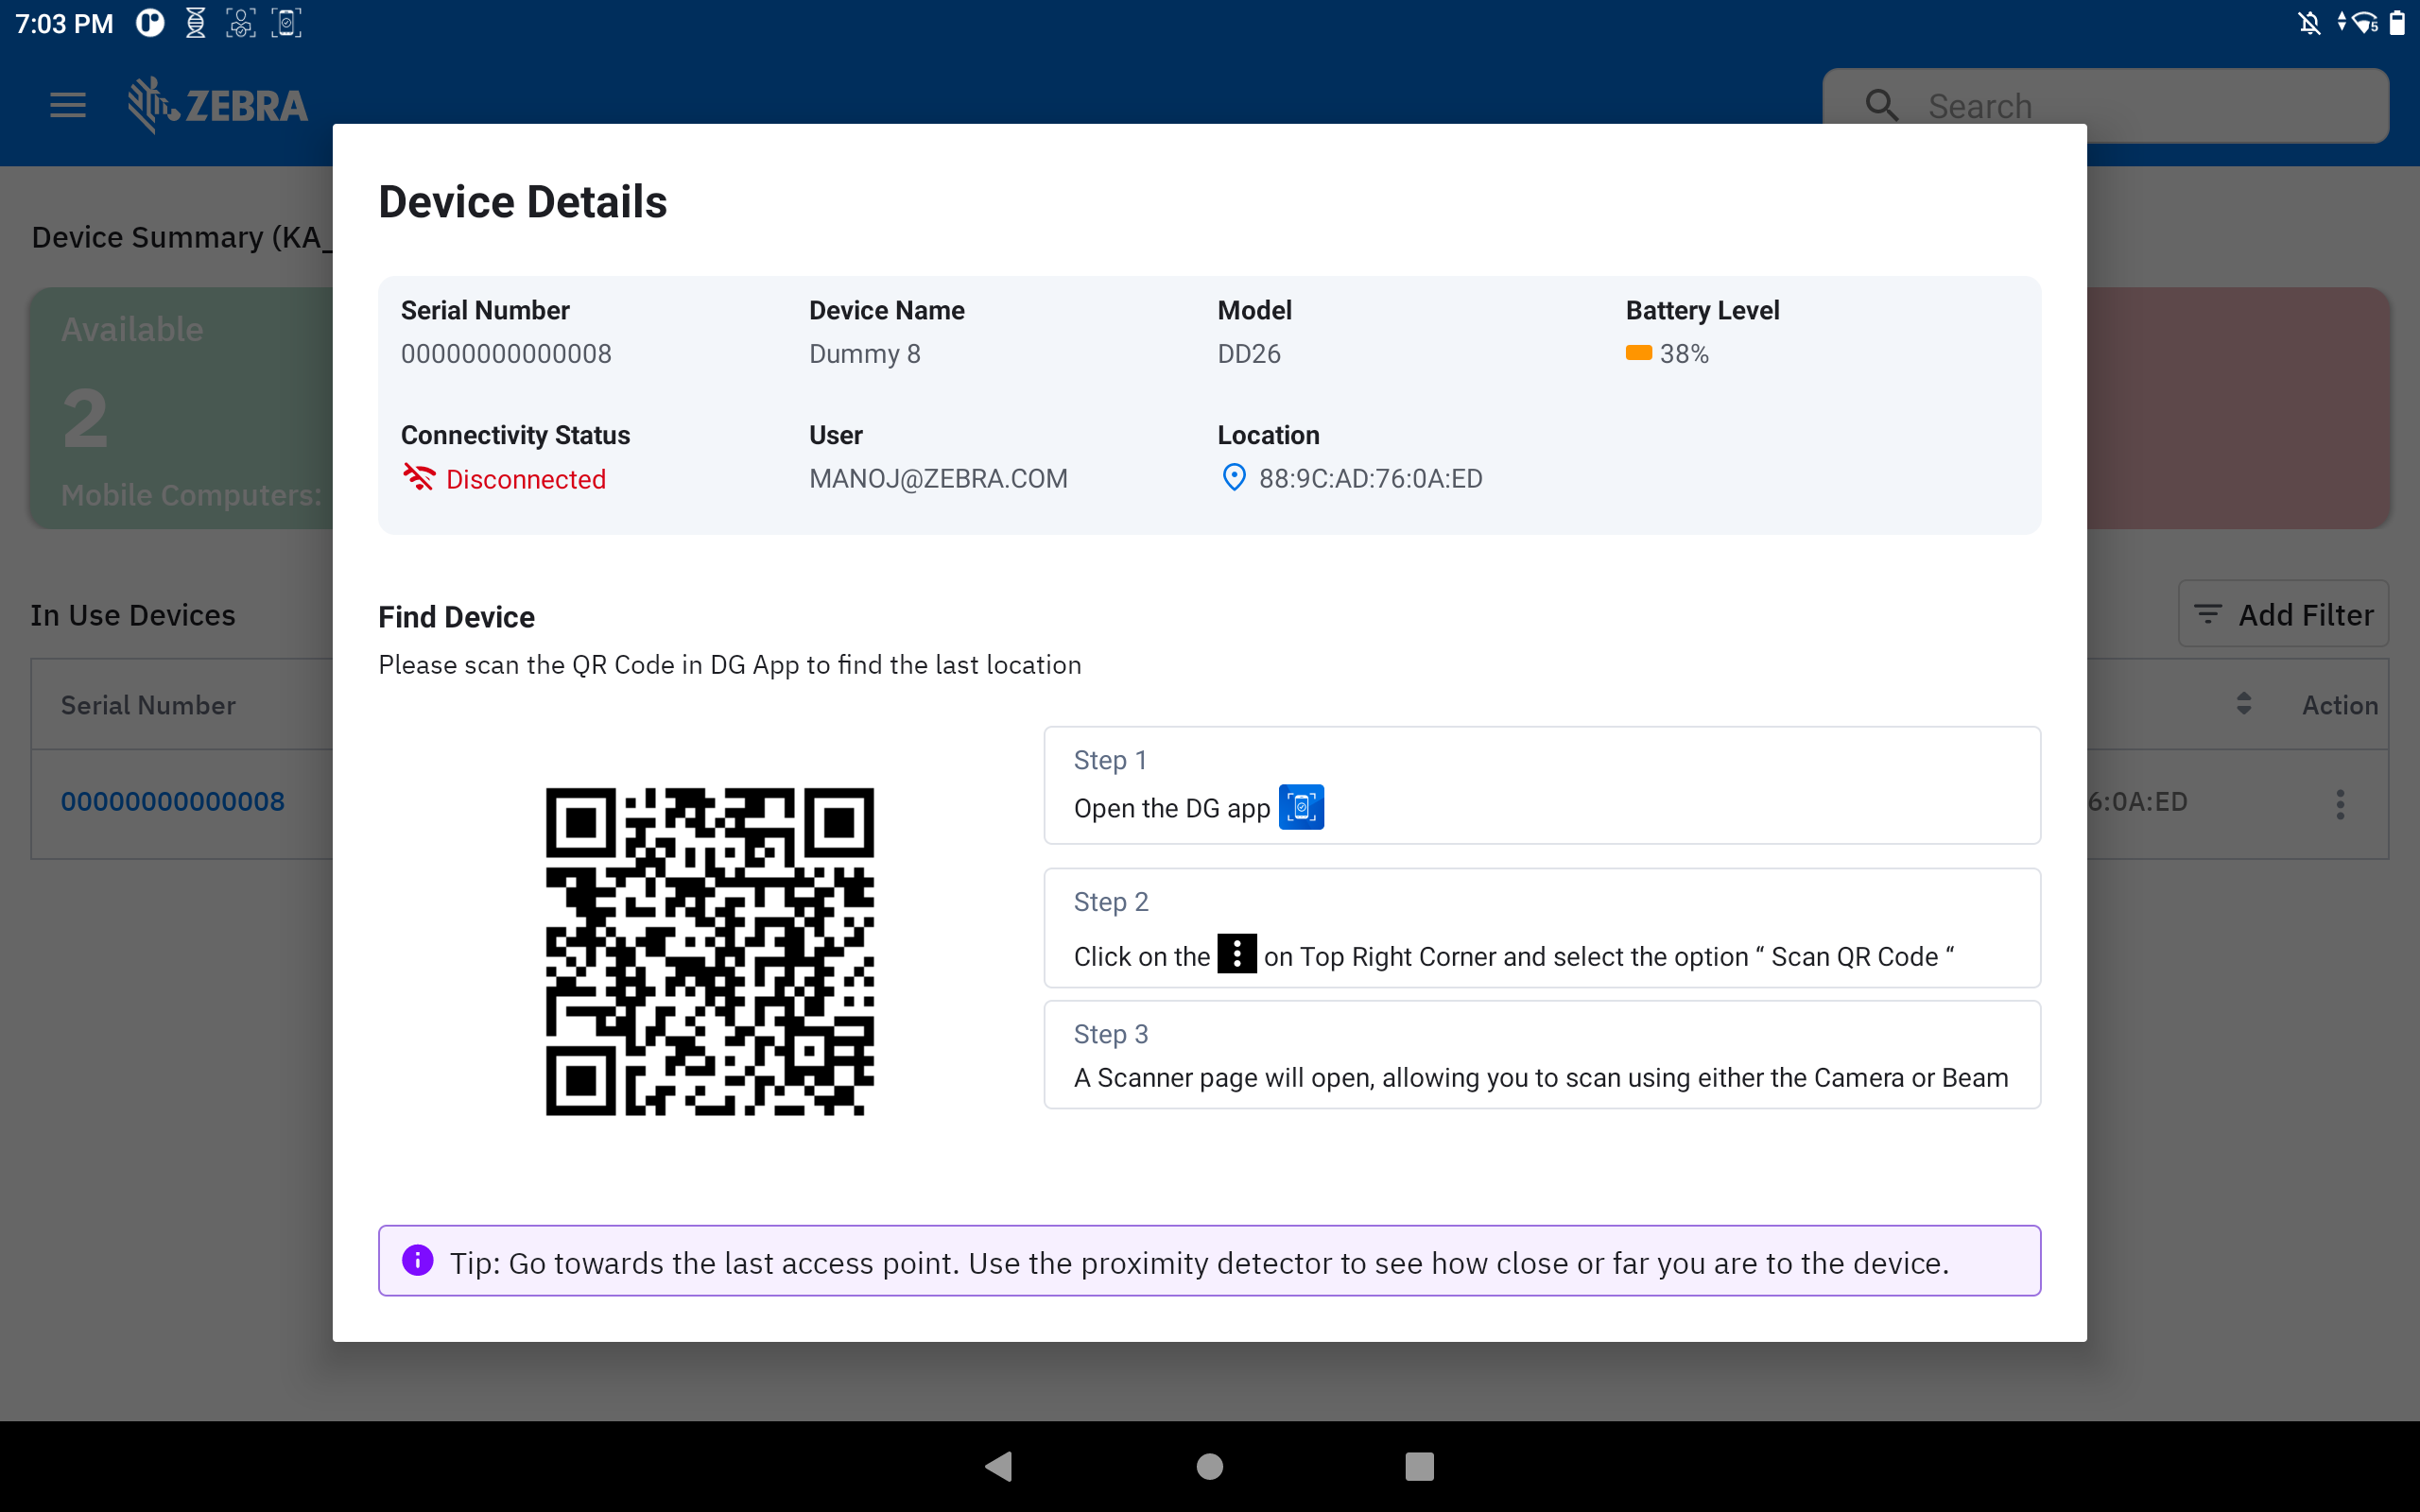 7:03 PM
ZEBRA
Search
Device Details
Device Summary (KA_
Available
2
Mobile Computers:
Serial Number
Device Name
Model
Battery Level
00000000000008
Dummy 8
DD26
38%
Connectivity Status
User
Location
Disconnected
MANOJ@ZEBRA.COM
88:9C:AD:76:0A:ED
In Use Devices
Add Filter
Find Device
Please scan the QR Code in DG App to find the last location
Serial Number
Action
00000000000008
6:0A:ED
Step 1
Open the DG app
Step 2
Click on the on Top Right Corner and select the option “ Scan QR Code “
Step 3
A Scanner page will open, allowing you to scan using either the Camera or Beam
Tip: Go towards the last access point. Use the proximity detector to see how close or far you are to the device.